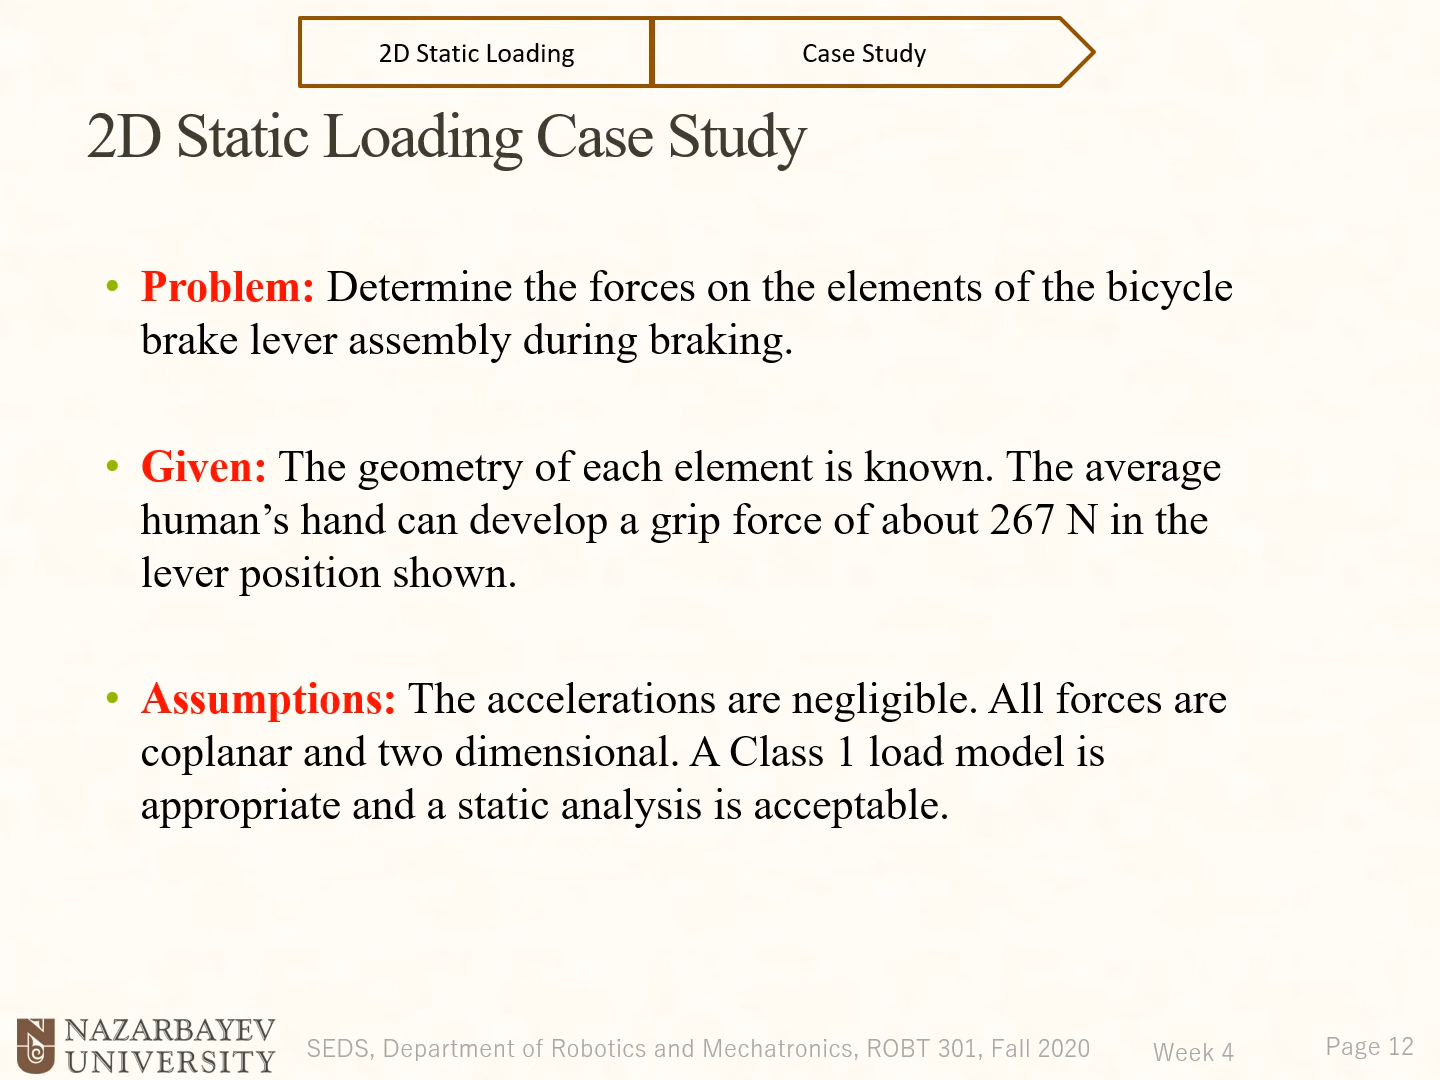 2D Static Loading
Case Study
2D Static Loading Case Study
• Problem: Determine the forces on the elements of the bicycle
brake lever assembly during braking.
• Given: The geometry of each element is known. The average
human’s hand can develop a grip force of about 267 N in the
lever position shown.
• Assumptions: The accelerations are negligible. All forces are
coplanar and two dimensional. A Class 1 load model is
appropriate and a static analysis is acceptable.
NAZARBAYEV
UNIVERSITY
SEDS, Department of Robotics and Mechatronics, ROBT 301, Fall 2020
Week 4
Page 12